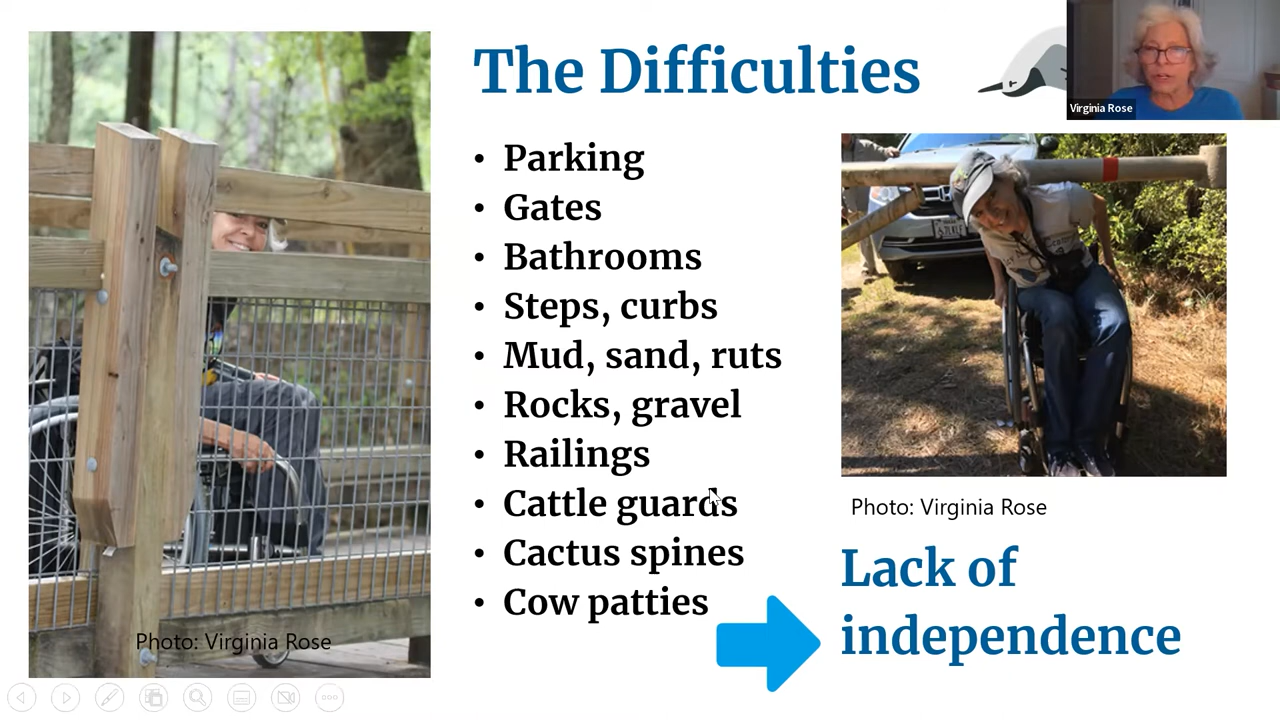 The Difficulties
Virginia Rose
• Parking
• Gates
• Bathrooms
• Steps, curbs
• Mud, sand, ruts
• Rocks, gravel
• Railings
• Cattle guards
• Cactus spines
• Cow patties
Photo: Virginia Rose
Photo: Virginia Rose
Lack of
independence